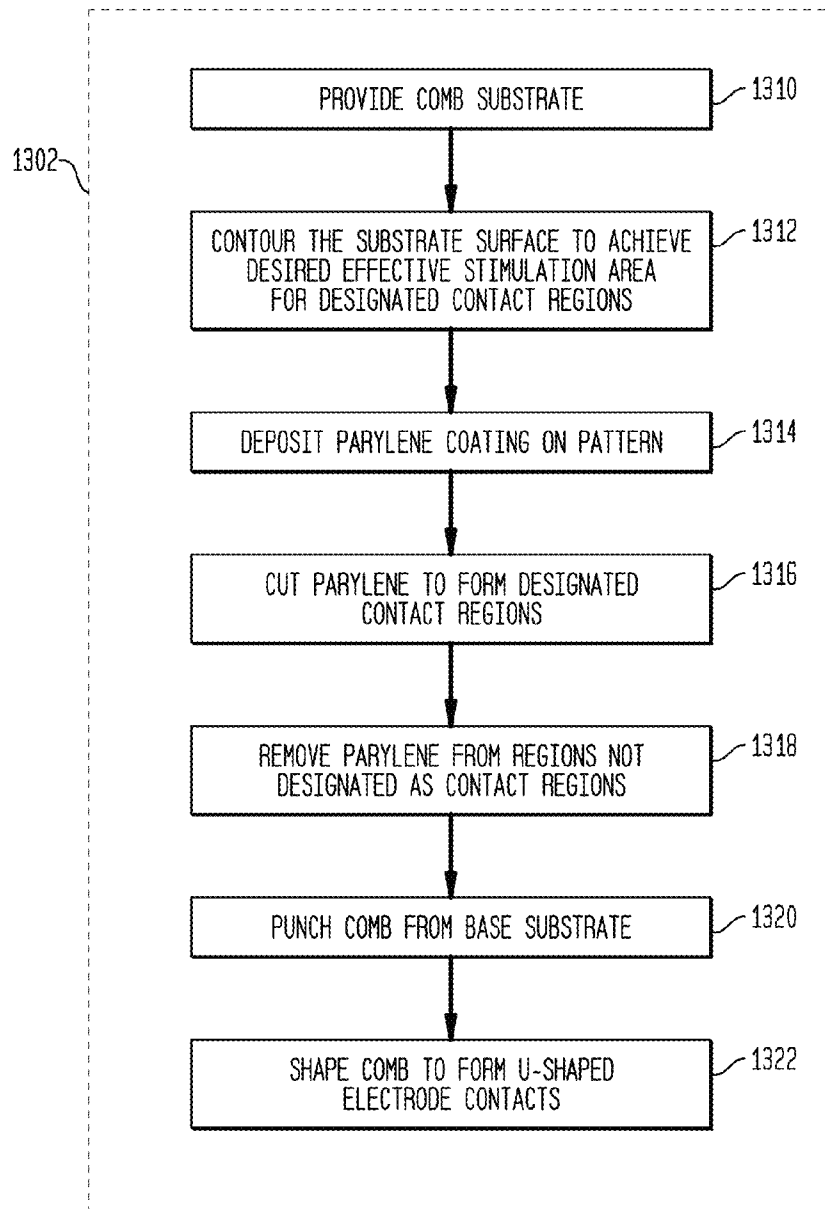 PROVIDE COMB SUBSTRATE
1310
1302
CONTOUR THE SUBSTRATE SURFACE TO ACHIEVE
DESIRED EFFECTIVE STIMULATION AREA
FOR DESIGNATED CONTACT REGIONS
1312
DEPOSIT PARYLENE COATING ON PATTERN
1314
CUT PARYLENE TO FORM DESIGNATED
CONTACT REGIONS
1316
REMOVE PARYLENE FROM REGIONS NOT
DESIGNATED AS CONTACT REGIONS
1318
PUNCH COMB FROM BASE SUBSTRATE
1320
SHAPE COMB TO FORM U-SHAPED
ELECTRODE CONTACTS
1322